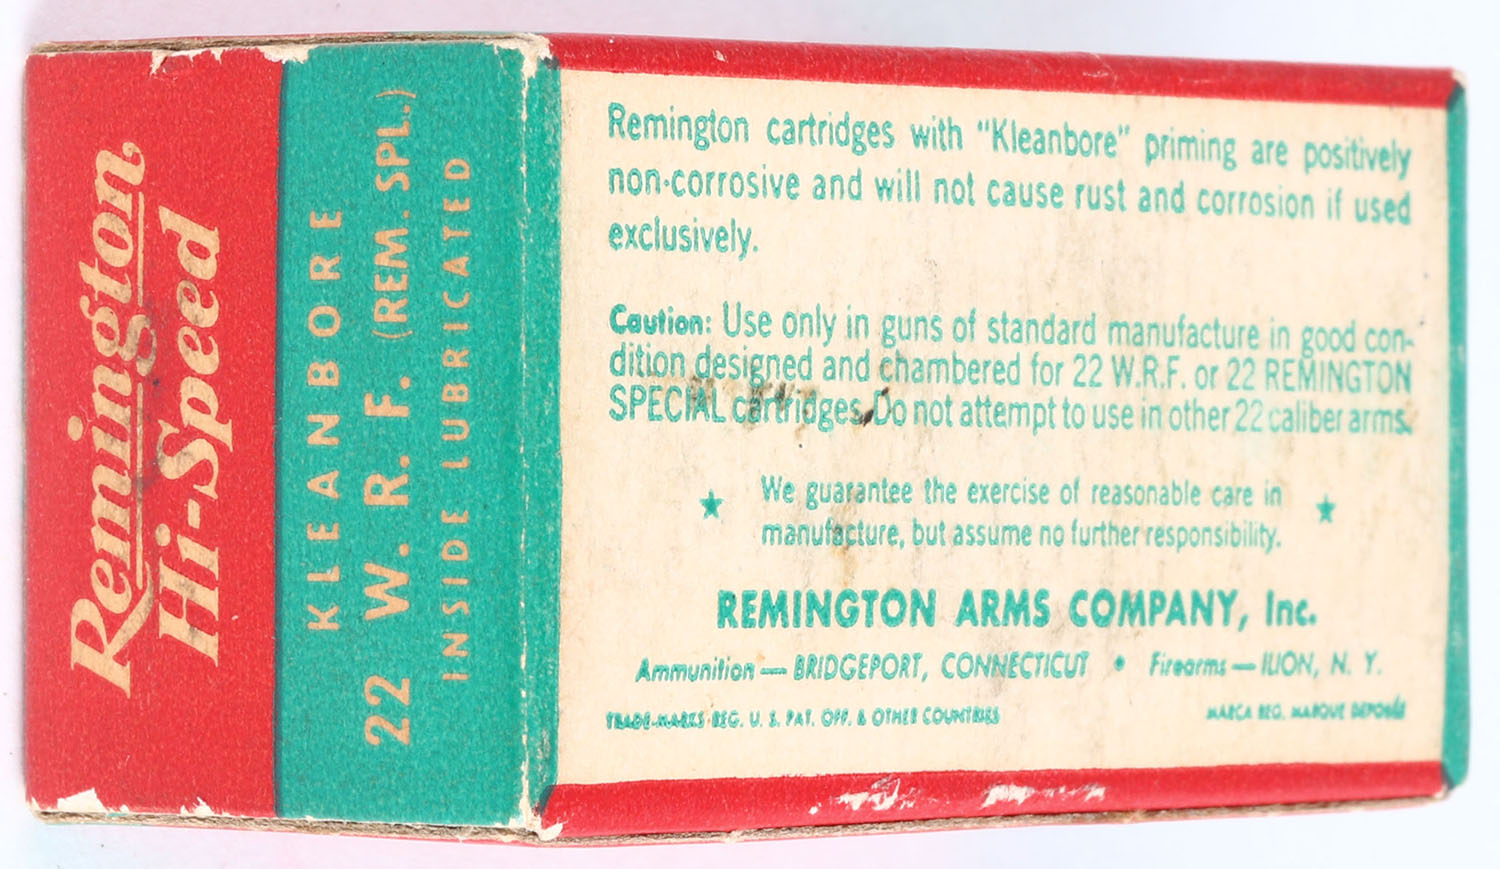 Remington
Hi-Speed
KLEANBORE
22 W. R. F. (REM. SPL.)
INSIDE LUBRICATED
Remington cartridges with "Kleanbore" priming are positively
non-corrosive and will not cause rust and corrosion if used
exclusively.
Caution: Use only in guns of standard manufacture in good con-
dition designed and chambered for 22 W.R.F. or 22 REMINGTON
SPECIAL cartridges. Do not attempt to use in other 22 caliber arms.
★ We guarantee the exercise of reasonable care in ★
manufacture, but assume no further responsibility.
REMINGTON ARMS COMPANY, Inc.
Ammunition — BRIDGEPORT, CONNECTICUT • Firearms — ILION, N. Y.
TRADE-MARKS REG. U. S. PAT. OFF. & OTHER COUNTRIES MARCA REG. MARQUE DEPOSÉE